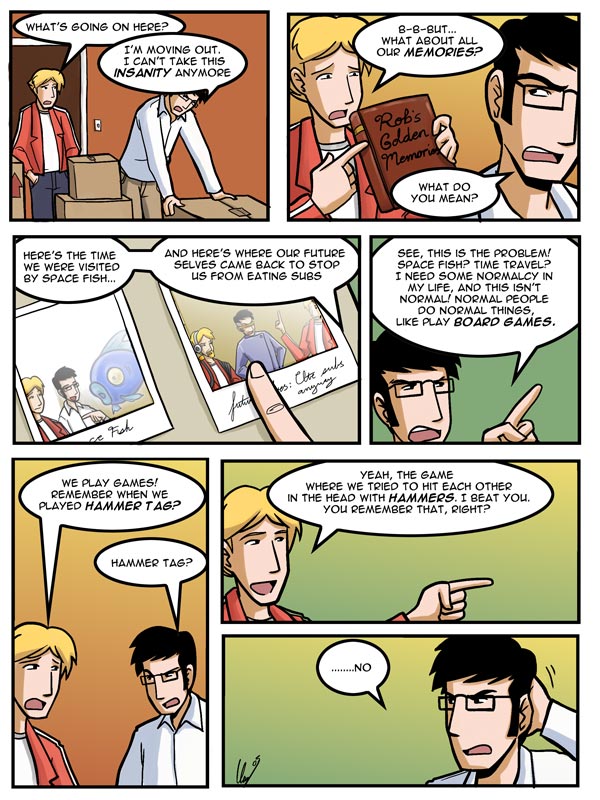 WHAT'S GOING ON HERE?
I'M MOVING OUT.
I CAN'T TAKE THIS
INSANITY ANYMORE
B-B-BUT...
WHAT ABOUT ALL
OUR MEMORIES?
Rob's
Golden
Memories
WHAT DO
YOU MEAN?
HERE'S THE TIME
WE WERE VISITED
BY SPACE FISH...
AND HERE'S WHERE OUR FUTURE
SELVES CAME BACK TO STOP
US FROM EATING SUBS
Fish
subs
anyway
SEE, THIS IS THE PROBLEM!
SPACE FISH? TIME TRAVEL?
I NEED SOME NORMALCY IN
MY LIFE, AND THIS ISN'T
NORMAL! NORMAL PEOPLE
DO NORMAL THINGS,
LIKE PLAY BOARD GAMES.
WE PLAY GAMES!
REMEMBER WHEN WE
PLAYED HAMMER TAG?
HAMMER TAG?
YEAH, THE GAME
WHERE WE TRIED TO HIT EACH OTHER
IN THE HEAD WITH HAMMERS. I BEAT YOU.
YOU REMEMBER THAT, RIGHT?
........NO